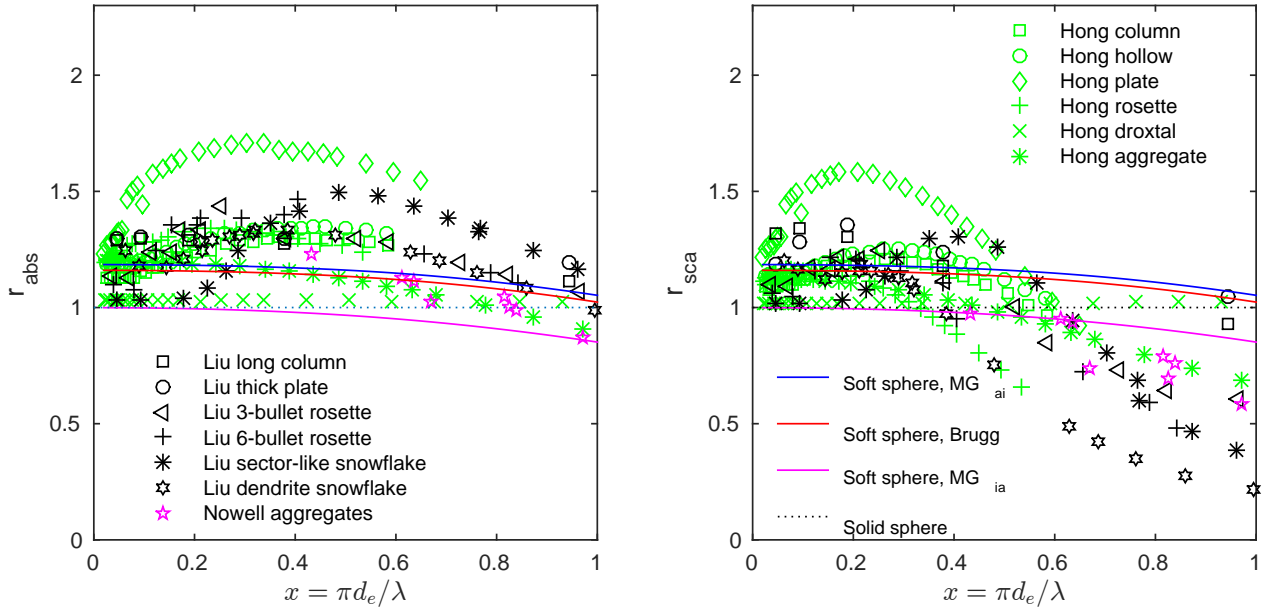 r_abs
2
1.5
1
0.5
0
0 0.2 0.4 0.6 0.8 1
x = πd_e/λ
Liu long column
Liu thick plate
Liu 3-bullet rosette
Liu 6-bullet rosette
Liu sector-like snowflake
Liu dendrite snowflake
Nowell aggregates
r_sca
2
1.5
1
0.5
0
0 0.2 0.4 0.6 0.8 1
x = πd_e/λ
Hong column
Hong hollow
Hong plate
Hong rosette
Hong droxtal
Hong aggregate
Soft sphere, MG_ai
Soft sphere, Brugg
Soft sphere, MG_ia
Solid sphere